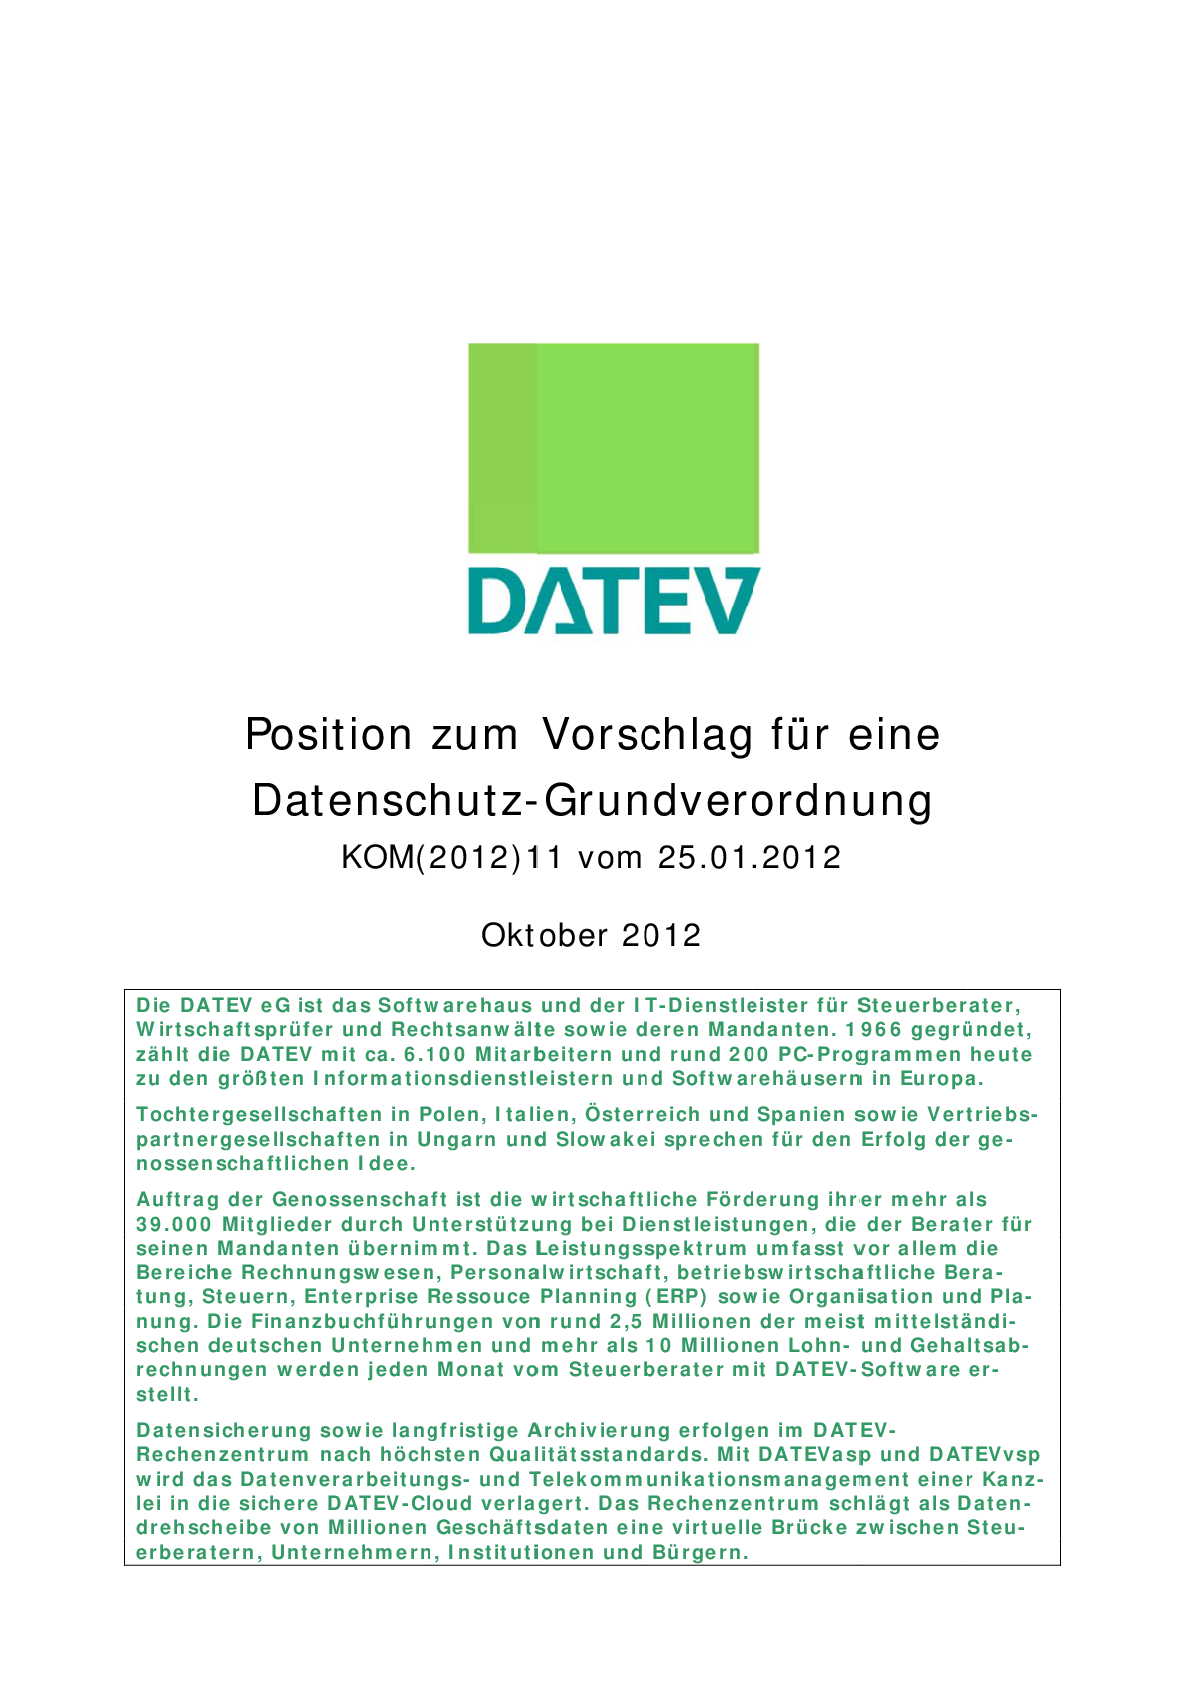 DATEV
Position zum Vorschlag für eine
Datenschutz-Grundverordnung
KOM(2012)11 vom 25.01.2012
Oktober 2012
Die DATEV eG ist das Softwarehaus und der IT-Dienstleister für Steuerberater,
Wirtschaftsprüfer und Rechtsanwälte sowie deren Mandanten. 1966 gegründet,
zählt die DATEV mit ca. 6.100 Mitarbeitern und rund 200 PC-Programmen heute
zu den größten Informationsdienstleistern und Softwarehäusern in Europa.
Tochtergesellschaften in Polen, Italien, Österreich und Spanien sowie Vertriebs-
partnergesellschaften in Ungarn und Slowakei sprechen für den Erfolg der ge-
nossenschaftlichen Idee.
Auftrag der Genossenschaft ist die wirtschaftliche Förderung ihrer mehr als
39.000 Mitglieder durch Unterstützung bei Dienstleistungen, die der Berater für
seinen Mandanten übernimmt. Das Leistungsspektrum umfasst vor allem die
Bereiche Rechnungswesen, Personalwirtschaft, betriebswirtschaftliche Bera-
tung, Steuern, Enterprise Ressouce Planning (ERP) sowie Organisation und Pla-
nung. Die Finanzbuchführungen von rund 2,5 Millionen der meist mittelständi-
schen deutschen Unternehmen und mehr als 10 Millionen Lohn- und Gehaltsab-
rechnungen werden jeden Monat vom Steuerberater mit DATEV-Software er-
stellt.
Datensicherung sowie langfristige Archivierung erfolgen im DATEV-
Rechenzentrum nach höchsten Qualitätsstandards. Mit DATEVasp und DATEVvsp
wird das Datenverarbeitungs- und Telekommunikationsmanagement einer Kanz-
lei in die sichere DATEV-Cloud verlagert. Das Rechenzentrum schlägt als Daten-
drehscheibe von Millionen Geschäftsdaten eine virtuelle Brücke zwischen Steu-
erberatern, Unternehmern, Institutionen und Bürgern.